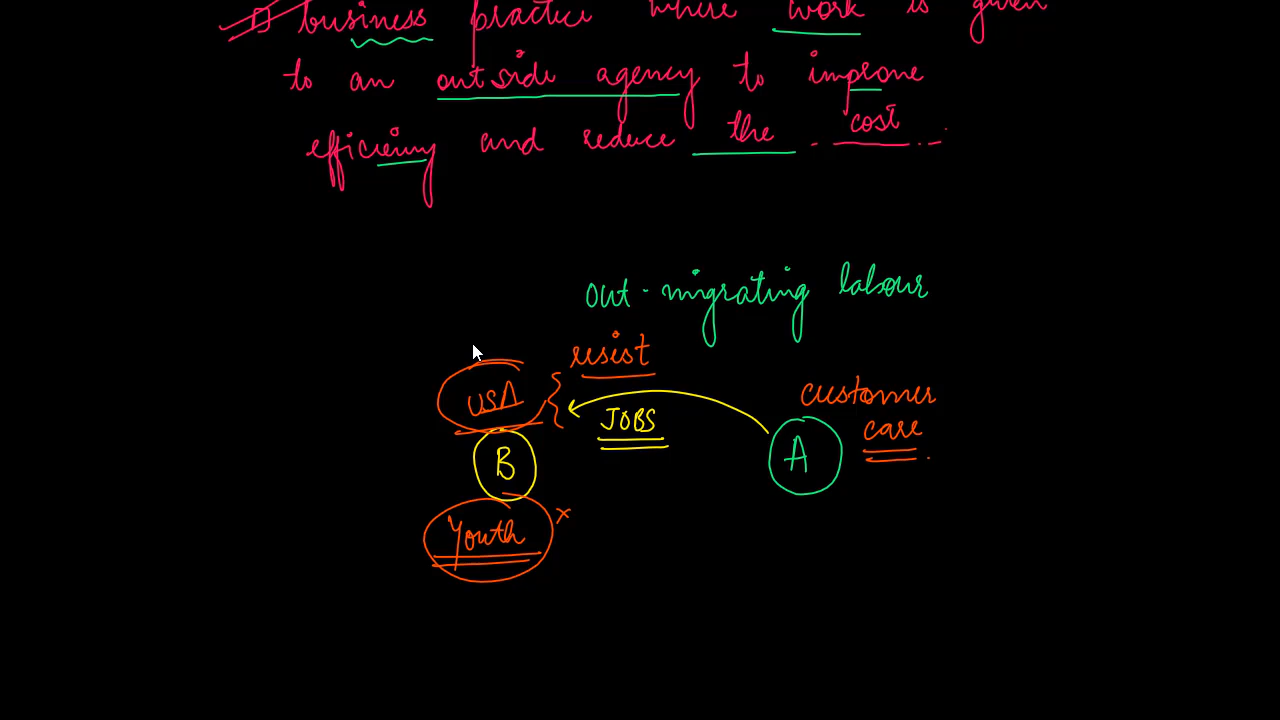 business practice where work is given
to an outside agency to improve
efficiency and reduce the cost
out-migrating labour
resist
USA
JOBS
customer
care
A
B
Youth
x